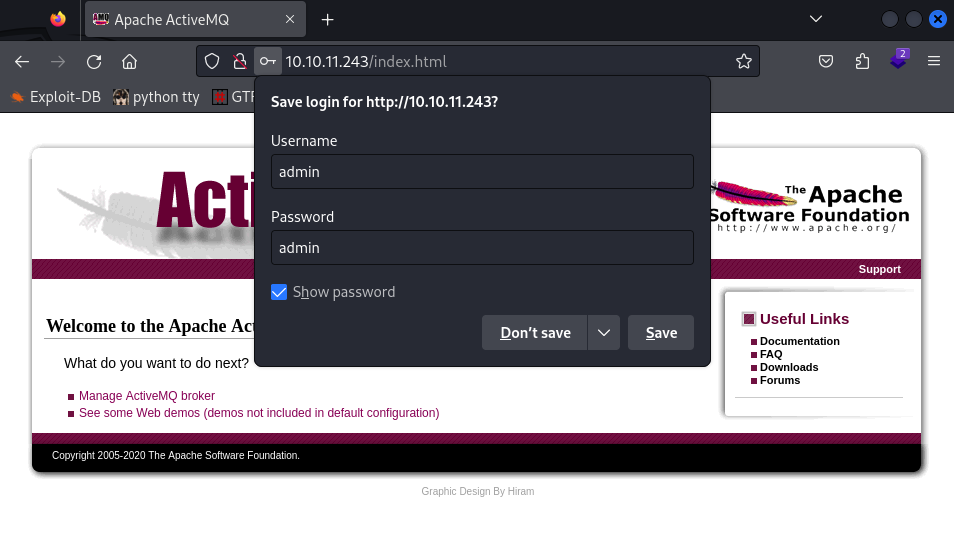 Apache ActiveMQ
10.10.11.243/index.html
2
Exploit-DB
python tty
GTF
Save login for http://10.10.11.243?
Username
admin
Password
admin
Show password
Don't save
Save
Acti
The Apache
Software Foundation
http://www.apache.org/
Support
Welcome to the Apache Act
What do you want to do next?
Manage ActiveMQ broker
See some Web demos (demos not included in default configuration)
Useful Links
Documentation
FAQ
Downloads
Forums
Copyright 2005-2020 The Apache Software Foundation.
Graphic Design By Hiram